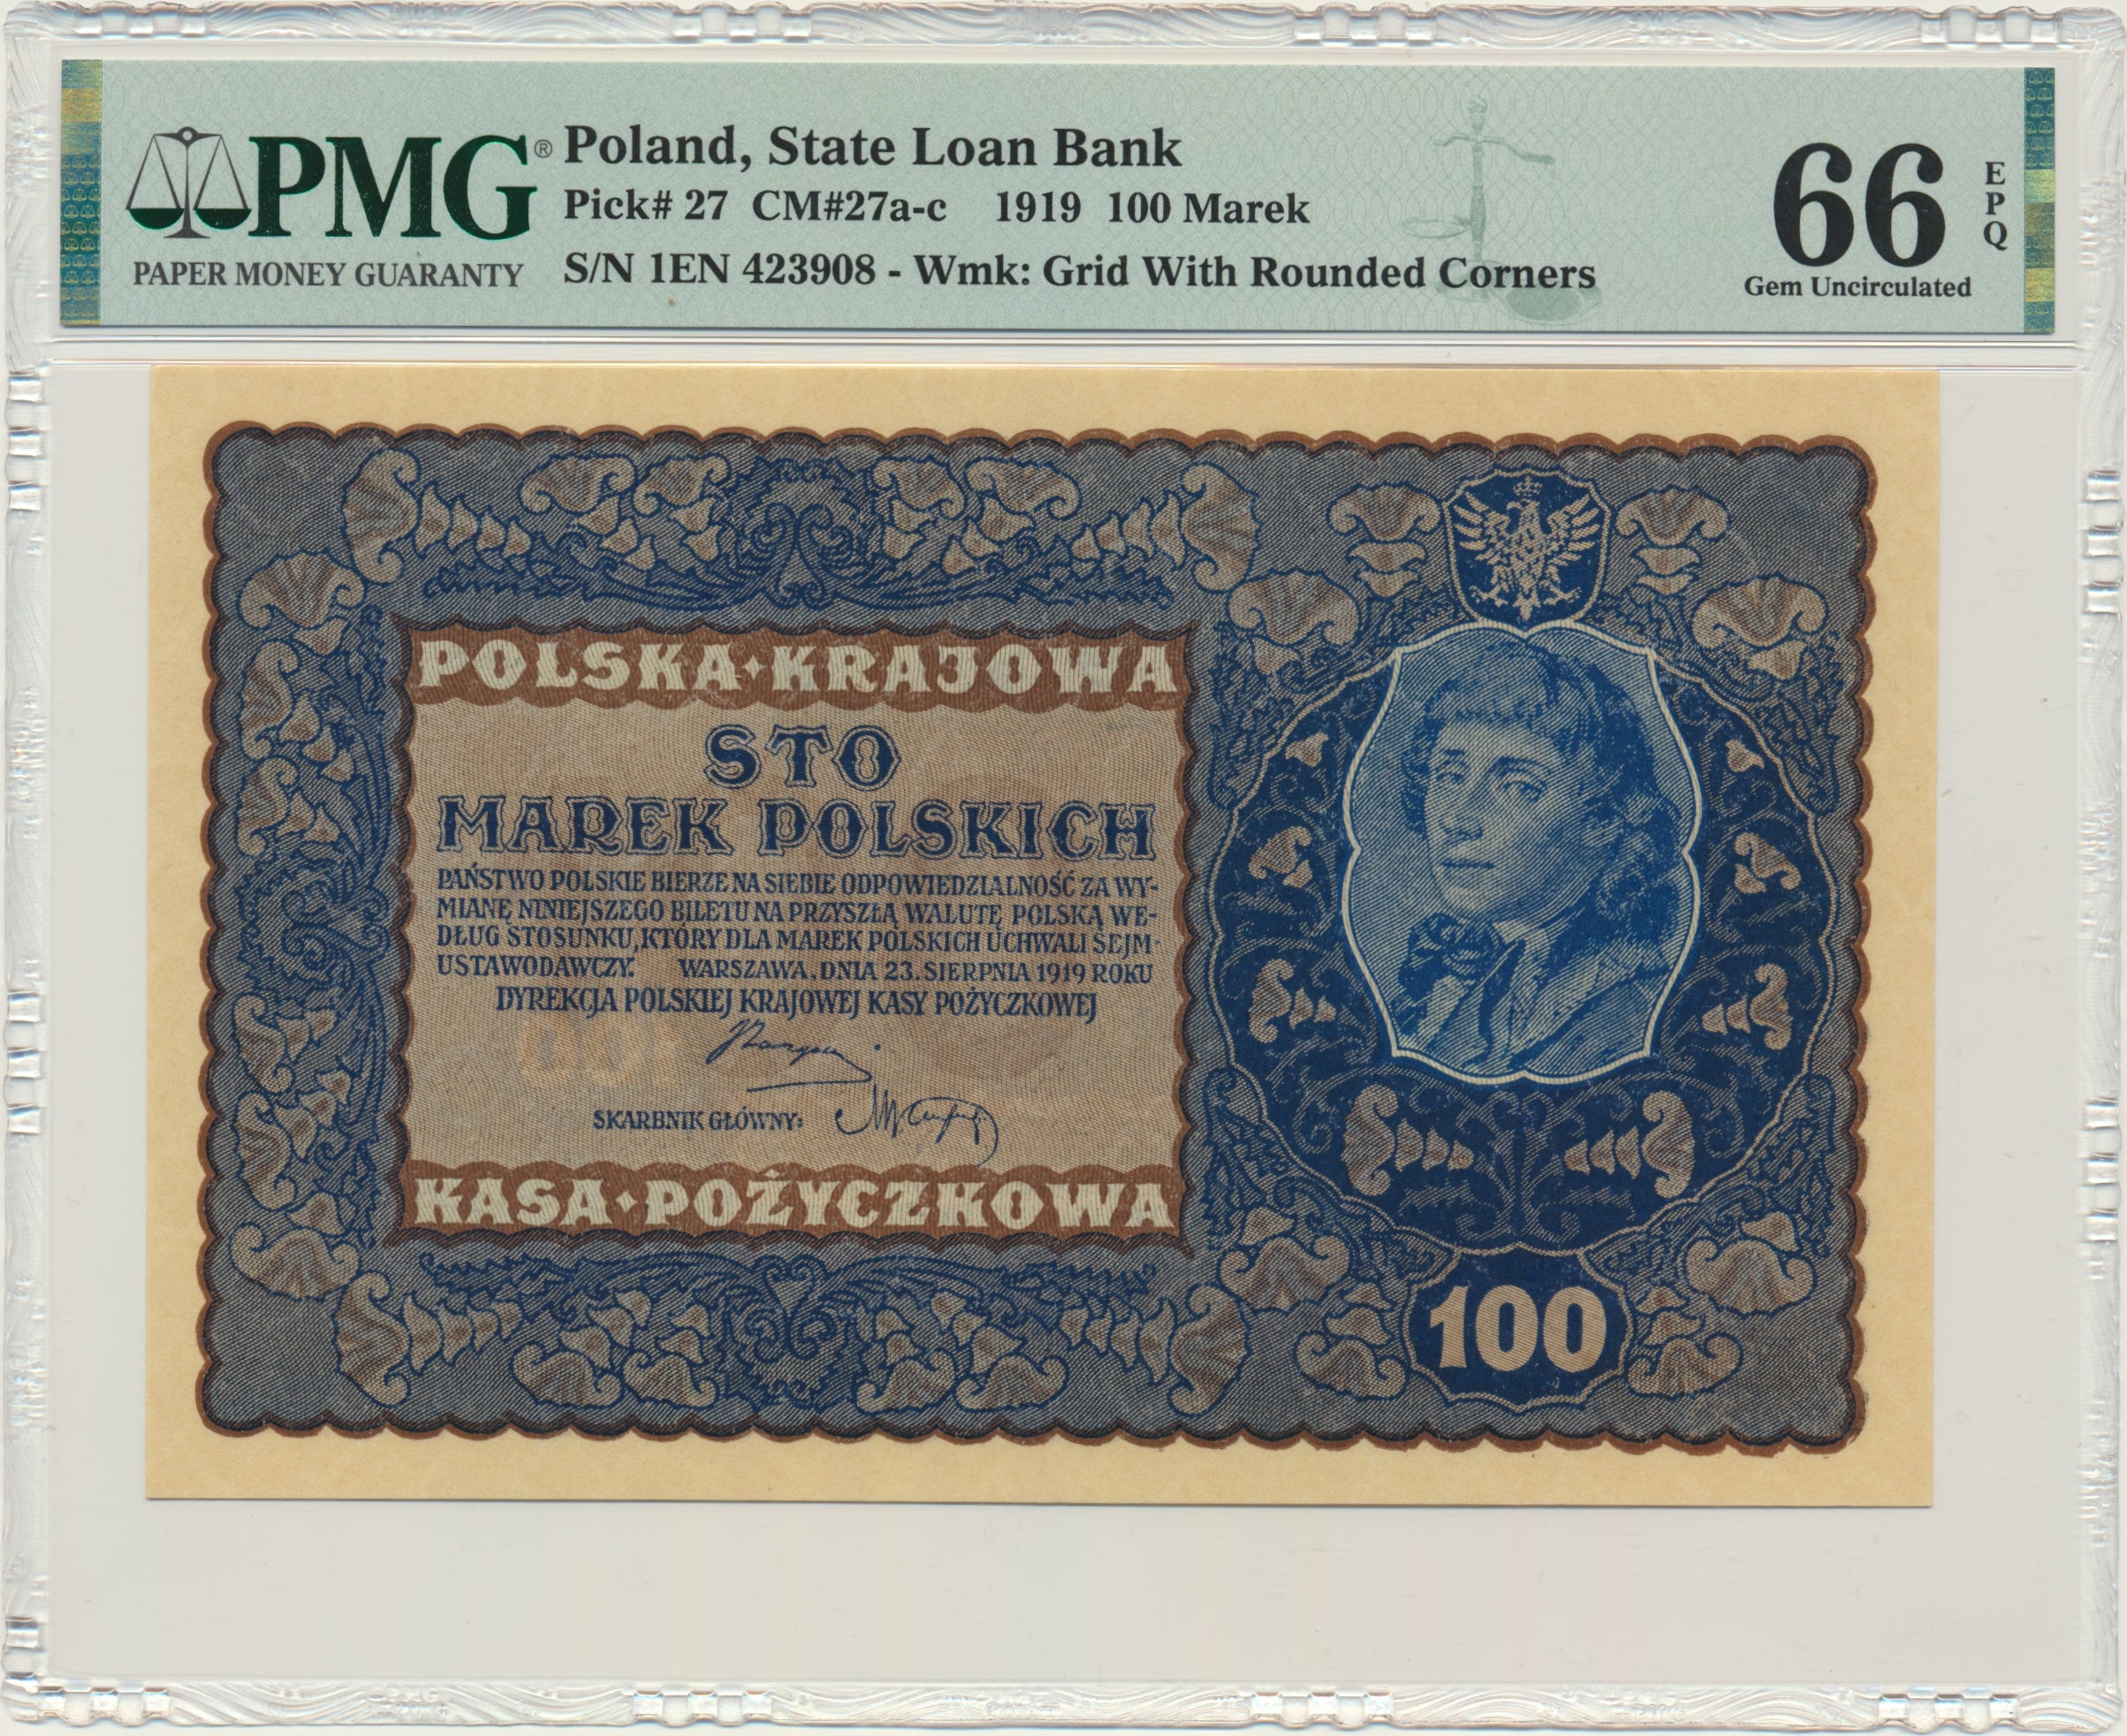 PMG®
PAPER MONEY GUARANTY
Poland, State Loan Bank
Pick# 27 CM#27a-c 1919 100 Marek
S/N 1EN 423908 - Wmk: Grid With Rounded Corners
66 EPQ
Gem Uncirculated
POLSKA·KRAJOWA
STO
MAREK POLSKICH
PAŃSTWO POLSKIE BIERZE NA SIEBIE ODPOWIEDZIALNOŚĆ ZA WY-
MIANĘ NINIEJSZEGO BILETU NA PRZYSZŁĄ WALUTĘ POLSKĄ WE-
DŁUG STOSUNKU, KTÓRY DLA MAREK POLSKICH UCHWALI SEJM
USTAWODAWCZY. WARSZAWA, DNIA 23. SIERPNIA 1919 ROKU
DYREKCJA POLSKIEJ KRAJOWEJ KASY POŻYCZKOWEJ
SKARBNIK GŁÓWNY:
KASA·POŻYCZKOWA
100